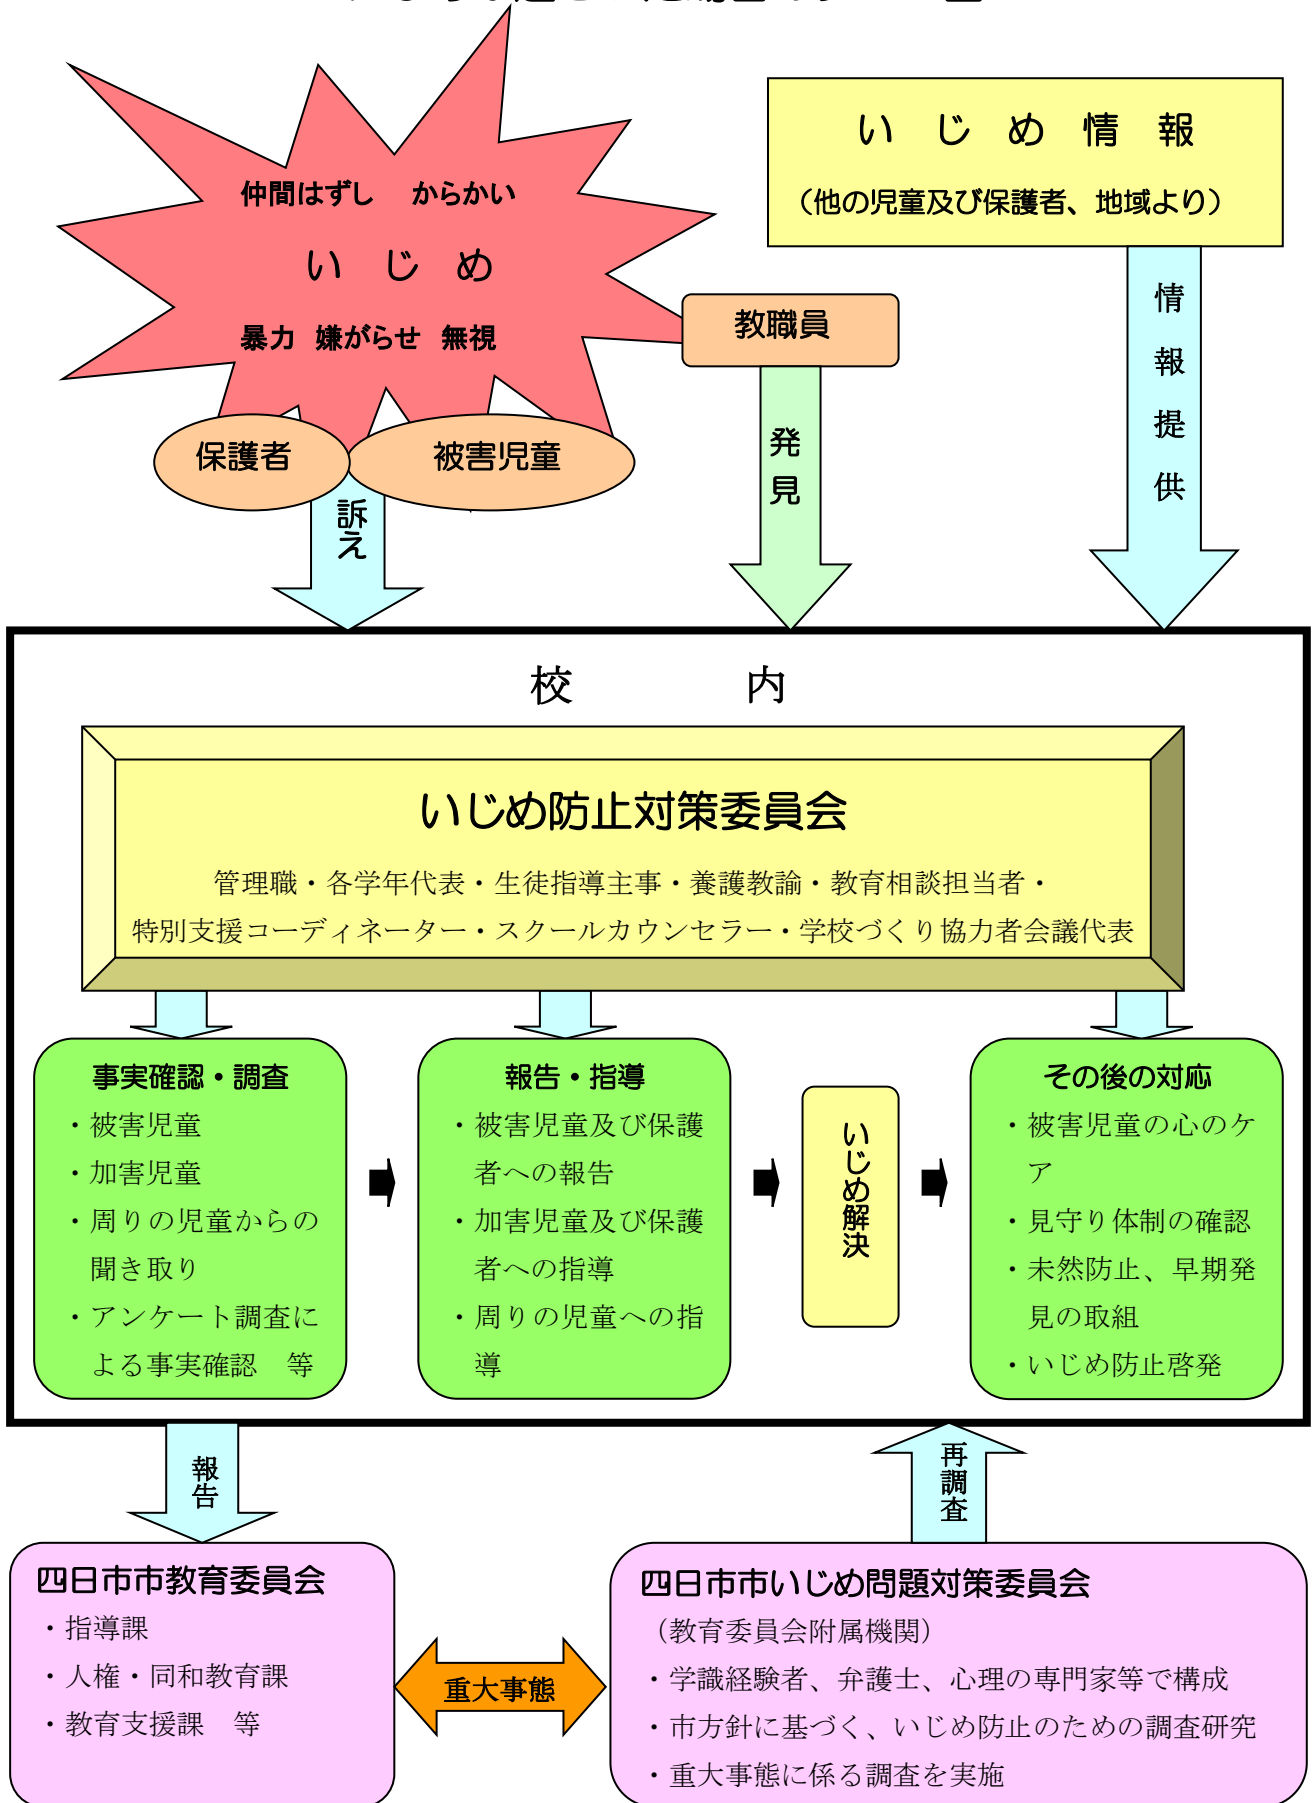 仲間はずし　からかい
いじめ
暴力　嫌がらせ　無視
いじめ情報
（他の児童及び保護者、地域より）
教職員
保護者
被害児童
訴え
発見
情報提供
校内
いじめ防止対策委員会
管理職・各学年代表・生徒指導主事・養護教諭・教育相談担当者・
特別支援コーディネーター・スクールカウンセラー・学校づくり協力者会議代表
事実確認・調査
・被害児童
・加害児童
・周りの児童からの
聞き取り
・アンケート調査に
よる事実確認　等
報告・指導
・被害児童及び保護
者への報告
・加害児童及び保護
者への指導
・周りの児童への指
導
いじめ解決
その後の対応
・被害児童の心のケ
ア
・見守り体制の確認
・未然防止、早期発
見の取組
・いじめ防止啓発
報告
再調査
四日市市教育委員会
・指導課
・人権・同和教育課
・教育支援課　等
重大事態
四日市市いじめ問題対策委員会
（教育委員会附属機関）
・学識経験者、弁護士、心理の専門家等で構成
・市方針に基づく、いじめ防止のための調査研究
・重大事態に係る調査を実施